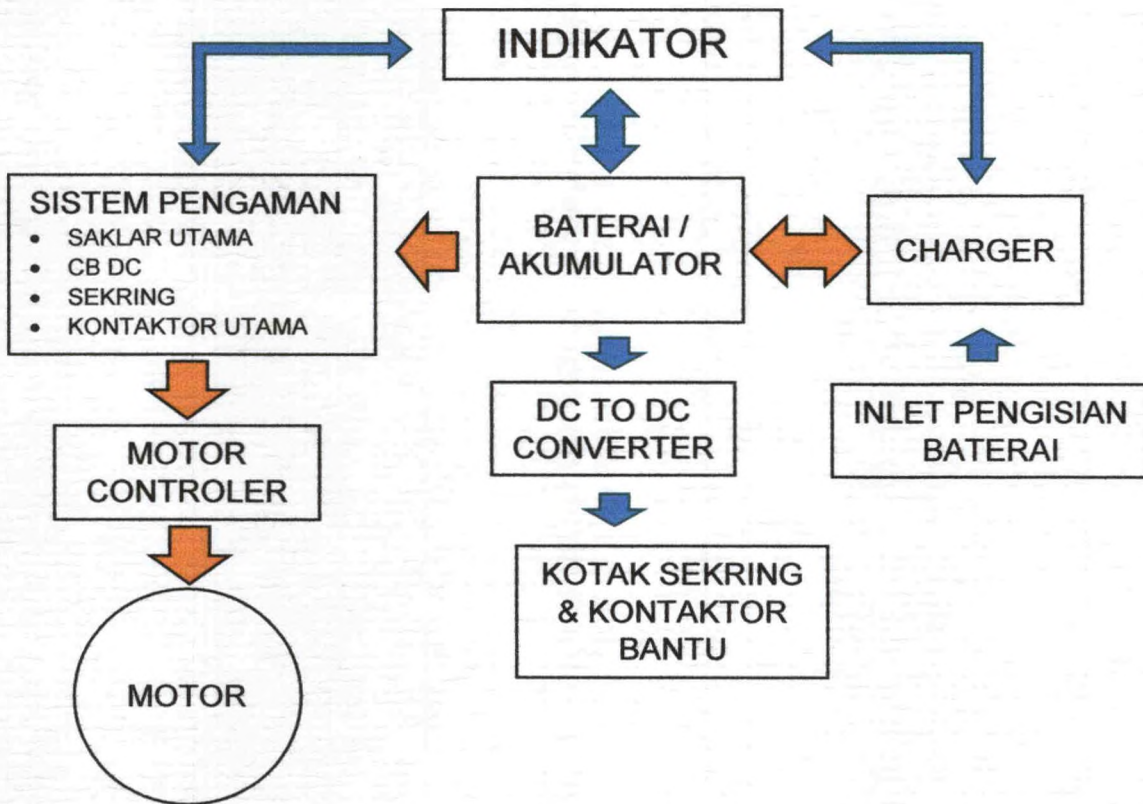 INDIKATOR
SISTEM PENGAMAN
• SAKLAR UTAMA
• CB DC
• SEKRING
• KONTAKTOR UTAMA
BATERAI /
AKUMULATOR
CHARGER
MOTOR
CONTROLER
DC TO DC
CONVERTER
INLET PENGISIAN
BATERAI
KOTAK SEKRING
& KONTAKTOR
BANTU
MOTOR